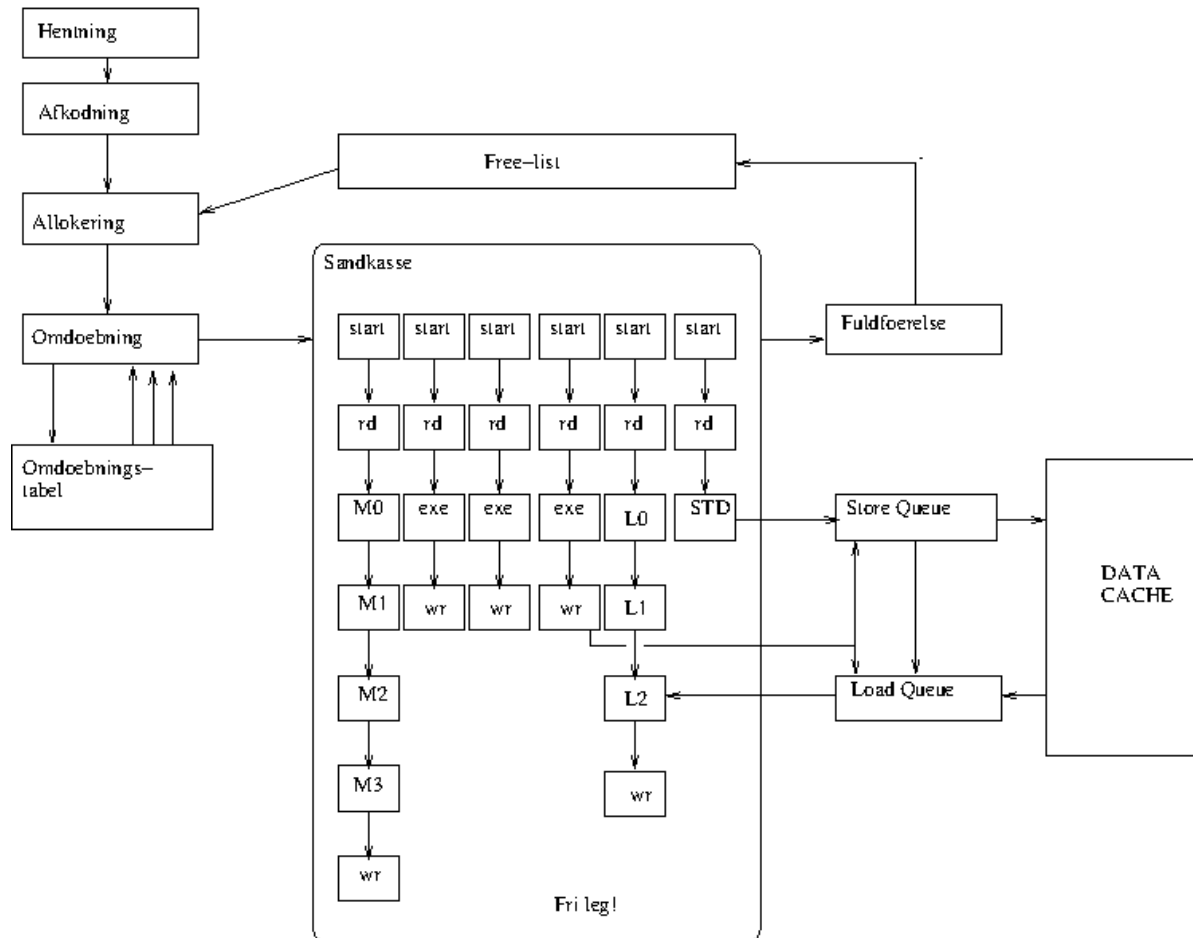 Hentning
Afkodning
Free-list
Allokering
Sandkasse
Omdoebning
start start start start start start
Fuldfoerelse
rd rd rd rd rd rd
Omdoebnings-
tabel
M0 exe exe exe L0 STD
Store Queue
DATA
CACHE
M1 wr wr wr L1
M2 L2
Load Queue
M3 wr
wr
Fri leg!